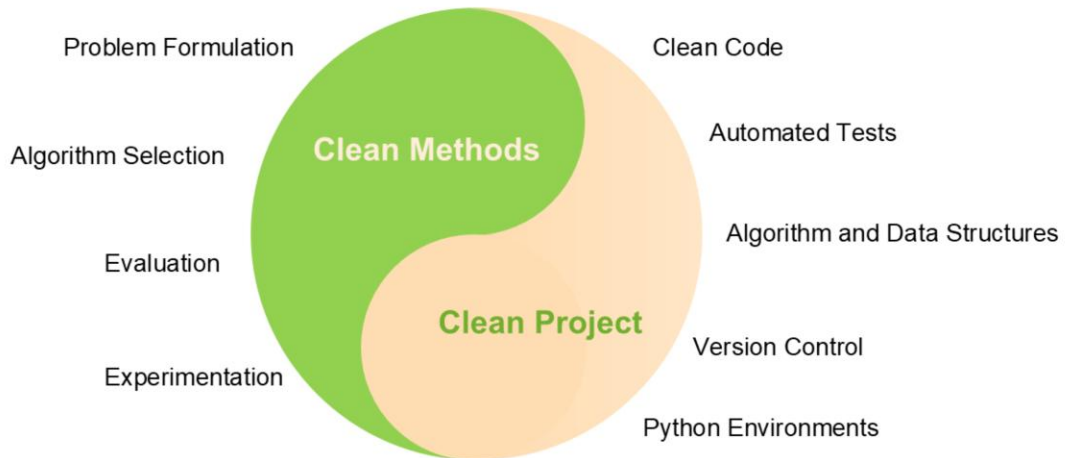 Problem Formulation
Clean Code
Automated Tests
Clean Methods
Algorithm Selection
Algorithm and Data Structures
Evaluation
Clean Project
Version Control
Experimentation
Python Environments